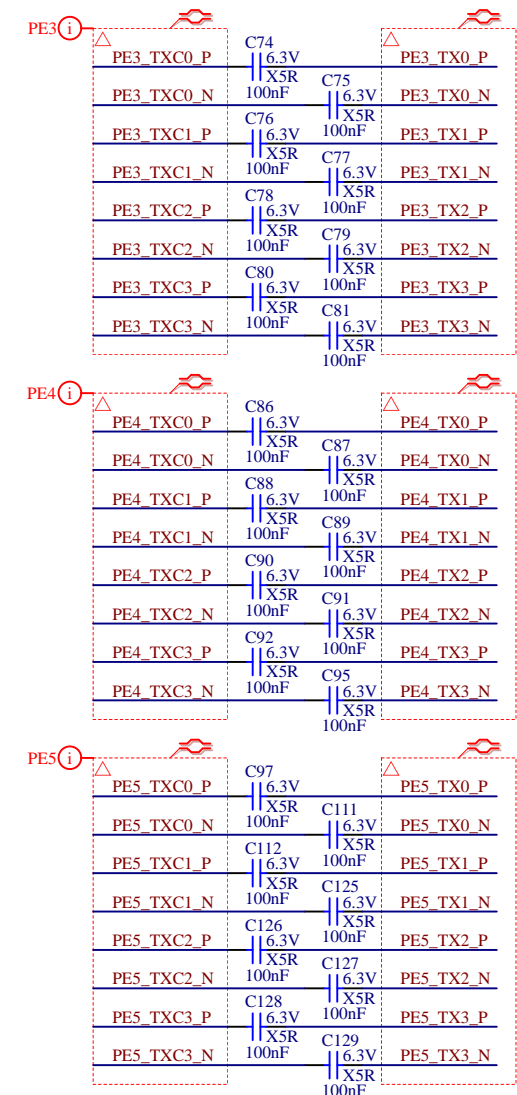 PE3 i
C74
PE3_TXC0_P 6.3V PE3_TX0_P
X5R C75
PE3_TXC0_N 100nF 6.3V PE3_TX0_N
C76 X5R
PE3_TXC1_P 6.3V 100nF PE3_TX1_P
X5R C77
PE3_TXC1_N 100nF 6.3V PE3_TX1_N
C78 X5R
PE3_TXC2_P 6.3V 100nF PE3_TX2_P
X5R C79
PE3_TXC2_N 100nF 6.3V PE3_TX2_N
C80 X5R
PE3_TXC3_P 6.3V 100nF PE3_TX3_P
X5R C81
PE3_TXC3_N 100nF 6.3V PE3_TX3_N
X5R
100nF
PE4 i
C86
PE4_TXC0_P 6.3V PE4_TX0_P
X5R C87
PE4_TXC0_N 100nF 6.3V PE4_TX0_N
C88 X5R
PE4_TXC1_P 6.3V 100nF PE4_TX1_P
X5R C89
PE4_TXC1_N 100nF 6.3V PE4_TX1_N
C90 X5R
PE4_TXC2_P 6.3V 100nF PE4_TX2_P
X5R C91
PE4_TXC2_N 100nF 6.3V PE4_TX2_N
C92 X5R
PE4_TXC3_P 6.3V 100nF PE4_TX3_P
X5R C95
PE4_TXC3_N 100nF 6.3V PE4_TX3_N
X5R
100nF
PE5 i
C97
PE5_TXC0_P 6.3V PE5_TX0_P
X5R C111
PE5_TXC0_N 100nF 6.3V PE5_TX0_N
C112 X5R
PE5_TXC1_P 6.3V 100nF PE5_TX1_P
X5R C125
PE5_TXC1_N 100nF 6.3V PE5_TX1_N
C126 X5R
PE5_TXC2_P 6.3V 100nF PE5_TX2_P
X5R C127
PE5_TXC2_N 100nF 6.3V PE5_TX2_N
C128 X5R
PE5_TXC3_P 6.3V 100nF PE5_TX3_P
X5R C129
PE5_TXC3_N 100nF 6.3V PE5_TX3_N
X5R
100nF